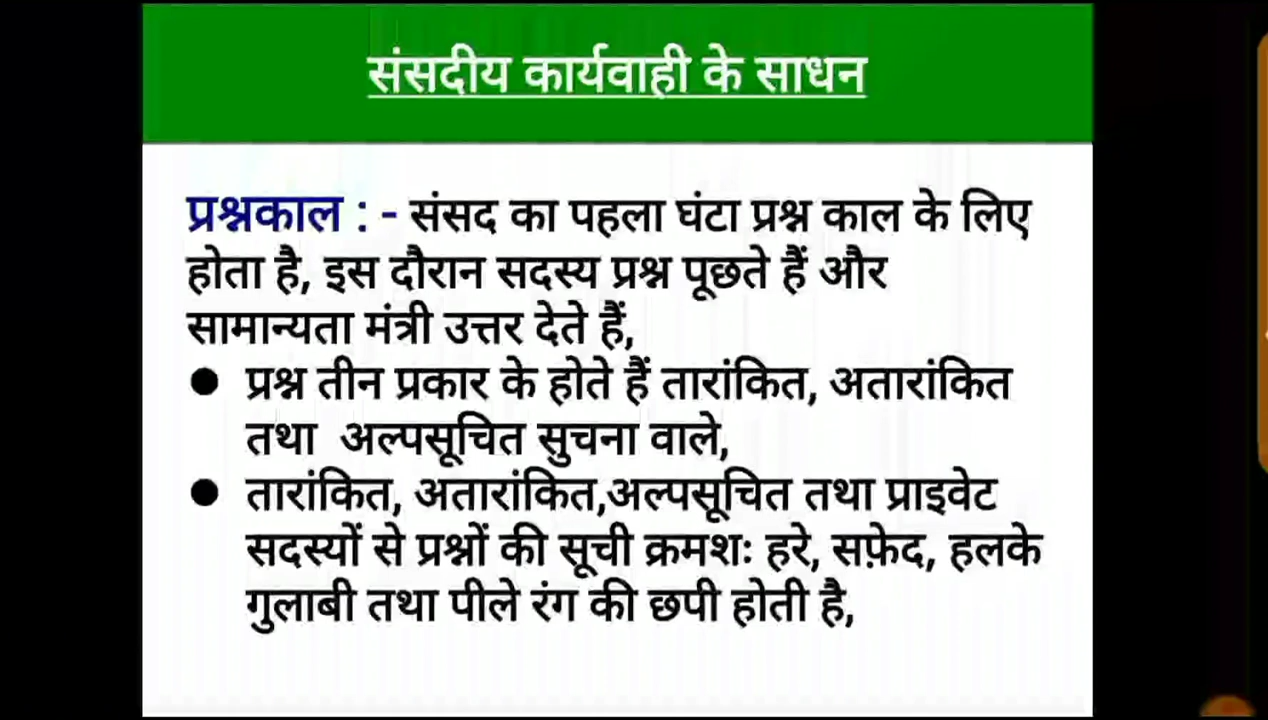 संसदीय कार्यवाही के साधन
प्रश्नकाल : - संसद का पहला घंटा प्रश्न काल के लिए
होता है, इस दौरान सदस्य प्रश्न पूछते हैं और
सामान्यता मंत्री उत्तर देते हैं,
● प्रश्न तीन प्रकार के होते हैं तारांकित, अतारांकित
तथा अल्पसूचित सुचना वाले,
● तारांकित, अतारांकित,अल्पसूचित तथा प्राइवेट
सदस्यों से प्रश्नों की सूची क्रमशः हरे, सफ़ेद, हलके
गुलाबी तथा पीले रंग की छपी होती है,